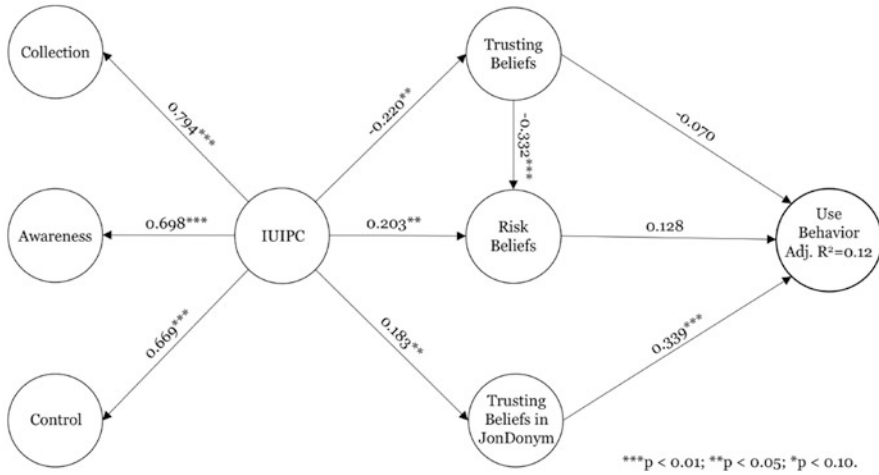 Collection
Trusting
Beliefs
0.794***
-0.220**
-0.332***
-0.070
Awareness
0.698***
IUIPC
0.203**
Risk
Beliefs
0.128
Use
Behavior
Adj. R²=0.12
0.669***
0.183**
0.339***
Control
Trusting
Beliefs in
JonDonym
***p < 0.01; **p < 0.05; *p < 0.10.